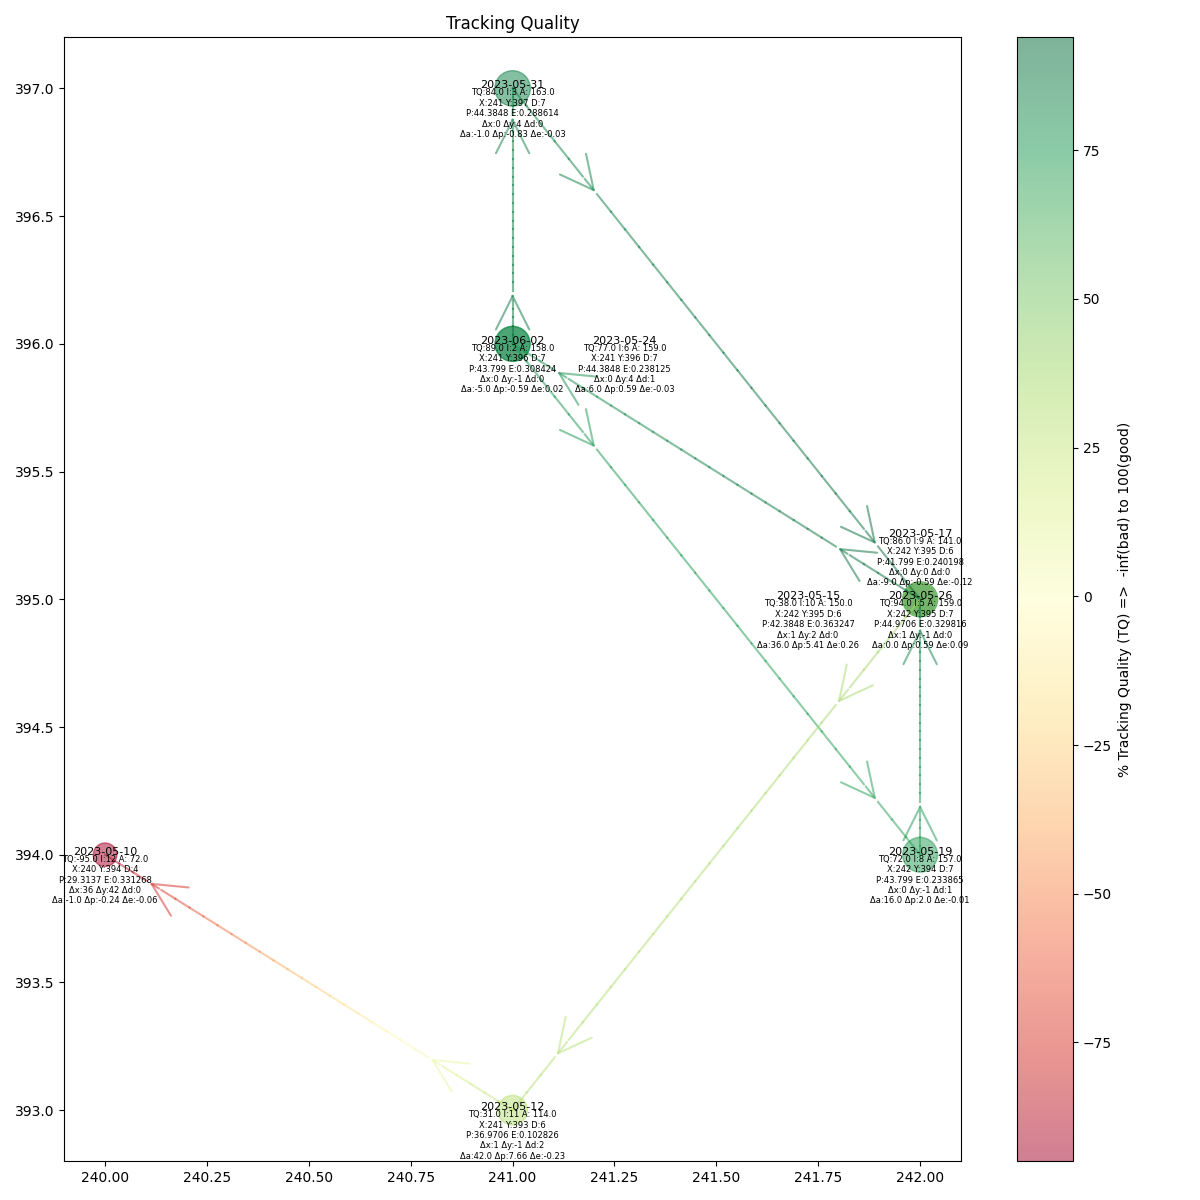 Tracking Quality
397.0
396.5
396.0
395.5
395.0
394.5
394.0
393.5
393.0
2023-05-31
TQ:84.0 I:3 A: 163.0
X:241 Y:397 D:7
P:44.3848 E:0.288614
Δx:0 Δy:4 Δd:0
Δa:-1.0 Δp:-0.83 Δe:-0.03
2023-06-02
TQ:89.0 I:2 A: 158.0
X:241 Y:396 D:7
P:43.799 E:0.308424
Δx:0 Δy:-1 Δd:0
Δa:-5.0 Δp:-0.59 Δe:0.02
2023-05-24
TQ:77.0 I:6 A: 159.0
X:241 Y:396 D:7
P:44.3848 E:0.238125
Δx:0 Δy:4 Δd:1
Δa:6.0 Δp:0.59 Δe:-0.03
2023-05-17
TQ:86.0 I:9 A: 141.0
X:242 Y:395 D:6
P:41.799 E:0.240198
Δx:0 Δy:0 Δd:0
Δa:-9.0 Δp:-0.59 Δe:-0.12
2023-05-15
TQ:38.0 I:10 A: 150.0
X:242 Y:395 D:6
P:42.3848 E:0.363247
Δx:1 Δy:2 Δd:0
Δa:36.0 Δp:5.41 Δe:0.26
2023-05-26
TQ:94.0 I:5 A: 159.0
X:242 Y:395 D:7
P:44.9706 E:0.329816
Δx:1 Δy:-1 Δd:0
Δa:0.0 Δp:0.59 Δe:0.09
2023-05-19
TQ:72.0 I:8 A: 157.0
X:242 Y:394 D:7
P:43.799 E:0.233865
Δx:0 Δy:-1 Δd:1
Δa:16.0 Δp:2.0 Δe:-0.01
2023-05-10
TQ:-95.0 I:12 A: 72.0
X:240 Y:394 D:4
P:29.3137 E:0.331268
Δx:36 Δy:42 Δd:0
Δa:-1.0 Δp:-0.24 Δe:-0.06
2023-05-12
TQ:31.0 I:11 A: 114.0
X:241 Y:393 D:6
P:36.9706 E:0.102826
Δx:1 Δy:-1 Δd:2
Δa:42.0 Δp:7.66 Δe:-0.23
240.00
240.25
240.50
240.75
241.00
241.25
241.50
241.75
242.00
75
50
25
0
−25
−50
−75
% Tracking Quality (TQ) => -inf(bad) to 100(good)